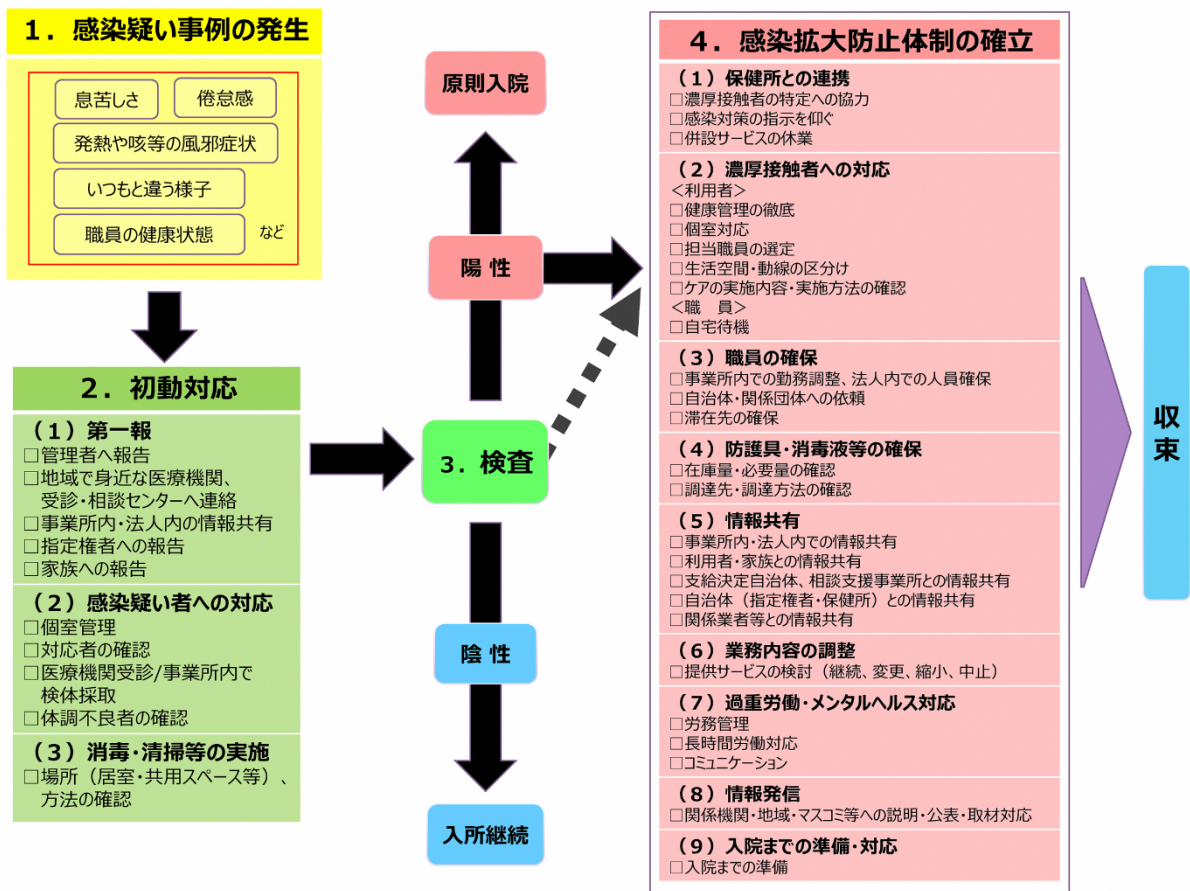 1．感染疑い事例の発生
息苦しさ
倦怠感
発熱や咳等の風邪症状
いつもと違う様子
職員の健康状態
など
2．初動対応
（1）第一報
□管理者へ報告
□地域で身近な医療機関、
受診・相談センターへ連絡
□事業所内・法人内の情報共有
□指定権者への報告
□家族への報告
（2）感染疑い者への対応
□個室管理
□対応者の確認
□医療機関受診/事業所内で
検体採取
□体調不良者の確認
（3）消毒・清掃等の実施
□場所（居室・共用スペース等）、
方法の確認
原則入院
陽 性
3．検査
陰 性
入所継続
4．感染拡大防止体制の確立
（1）保健所との連携
□濃厚接触者の特定への協力
□感染対策の指示を仰ぐ
□併設サービスの休業
（2）濃厚接触者への対応
＜利用者＞
□健康管理の徹底
□個室対応
□担当職員の選定
□生活空間・動線の区分け
□ケアの実施内容・実施方法の確認
＜職　員＞
□自宅待機
（3）職員の確保
□事業所内での勤務調整、法人内での人員確保
□自治体・関係団体への依頼
□滞在先の確保
（4）防護具・消毒液等の確保
□在庫量・必要量の確認
□調達先・調達方法の確認
（5）情報共有
□事業所内・法人内での情報共有
□利用者・家族との情報共有
□支給決定自治体、相談支援事業所との情報共有
□自治体（指定権者・保健所）との情報共有
□関係業者等との情報共有
（6）業務内容の調整
□提供サービスの検討（継続、変更、縮小、中止）
（7）過重労働・メンタルヘルス対応
□労務管理
□長時間労働対応
□コミュニケーション
（8）情報発信
□関係機関・地域・マスコミ等への説明・公表・取材対応
（9）入院までの準備・対応
□入院までの準備
収束